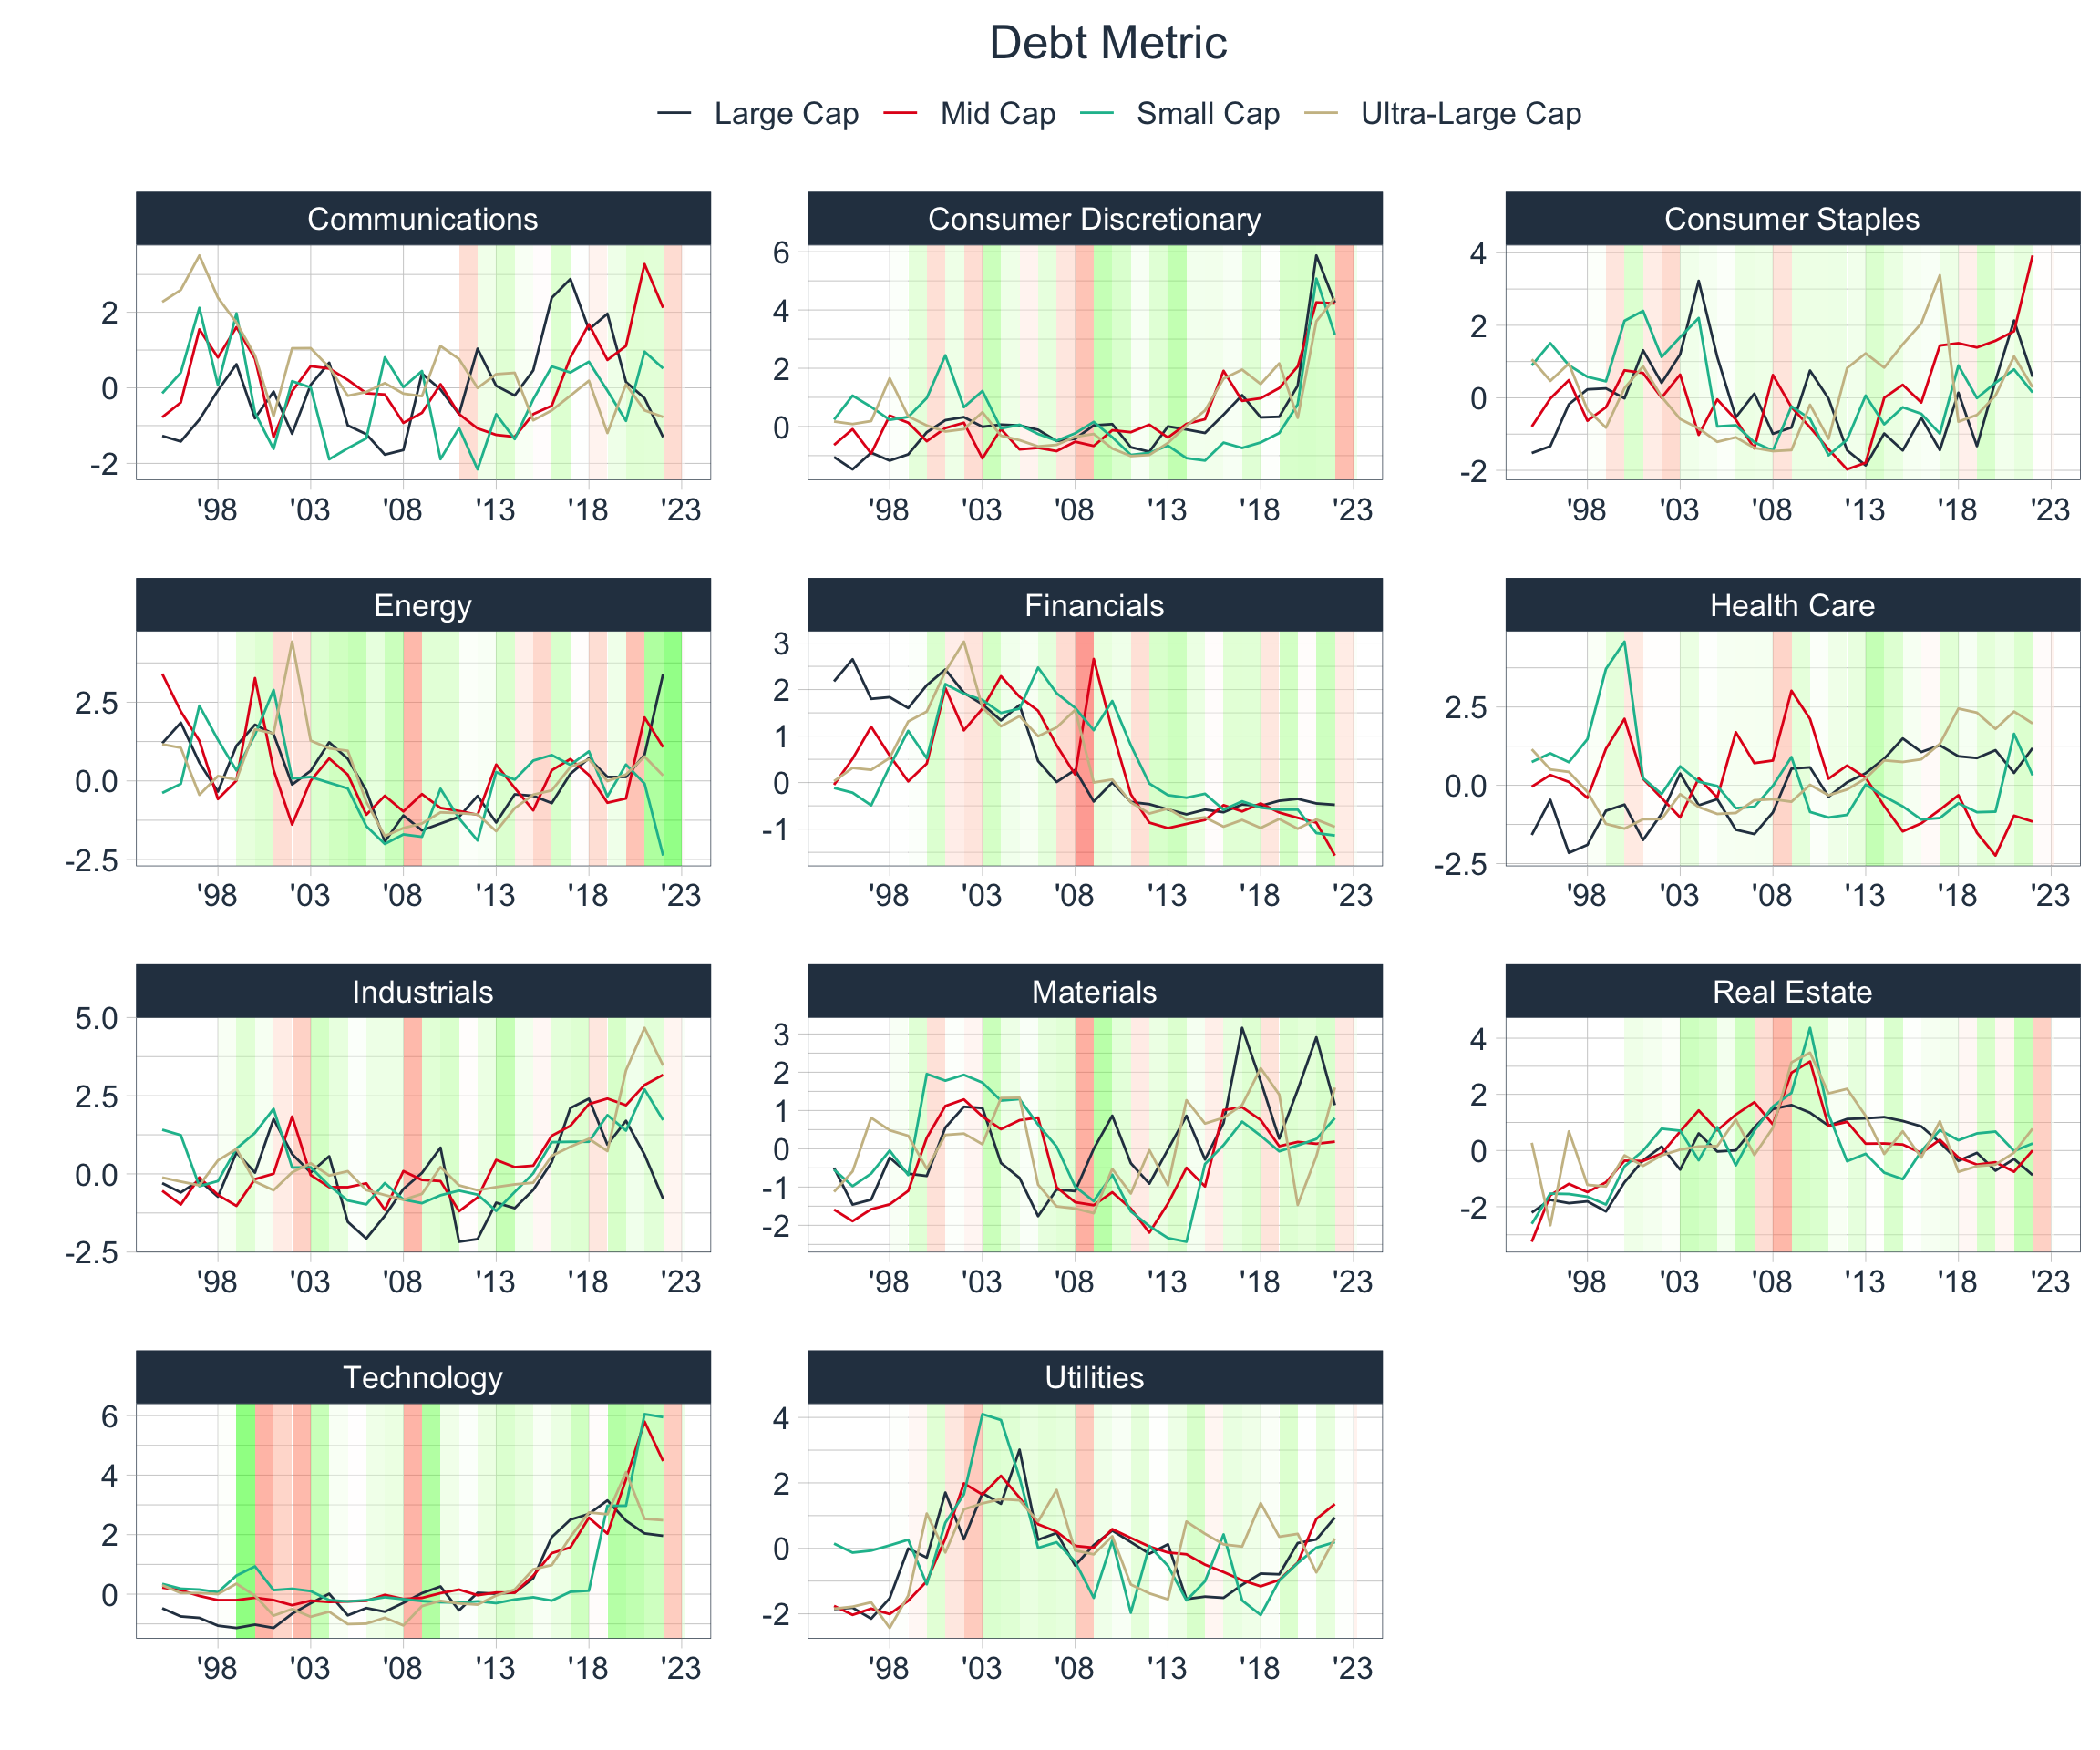 Debt Metric
Large Cap Mid Cap Small Cap Ultra-Large Cap
Communications Consumer Discretionary Consumer Staples
2
0
-2
'98 '03 '08 '13 '18 '23
6
4
2
0
'98 '03 '08 '13 '18 '23
4
2
0
-2
'98 '03 '08 '13 '18 '23
Energy Financials Health Care
2.5
0.0
-2.5
'98 '03 '08 '13 '18 '23
3
2
1
0
-1
'98 '03 '08 '13 '18 '23
2.5
0.0
-2.5
'98 '03 '08 '13 '18 '23
Industrials Materials Real Estate
5.0
2.5
0.0
-2.5
'98 '03 '08 '13 '18 '23
3
2
1
0
-1
-2
'98 '03 '08 '13 '18 '23
4
2
0
-2
'98 '03 '08 '13 '18 '23
Technology Utilities
6
4
2
0
'98 '03 '08 '13 '18 '23
4
2
0
-2
'98 '03 '08 '13 '18 '23